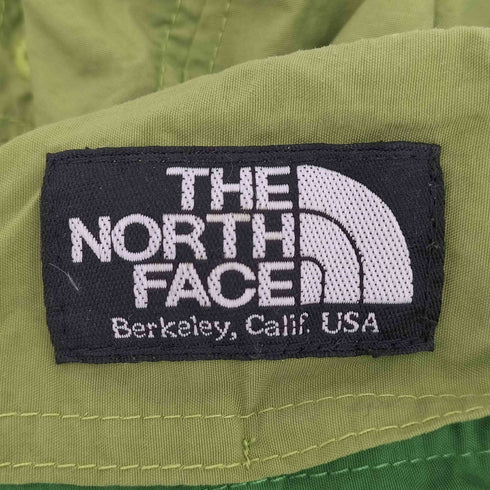 THE
NORTH
FACE
Berkeley, Calif. USA